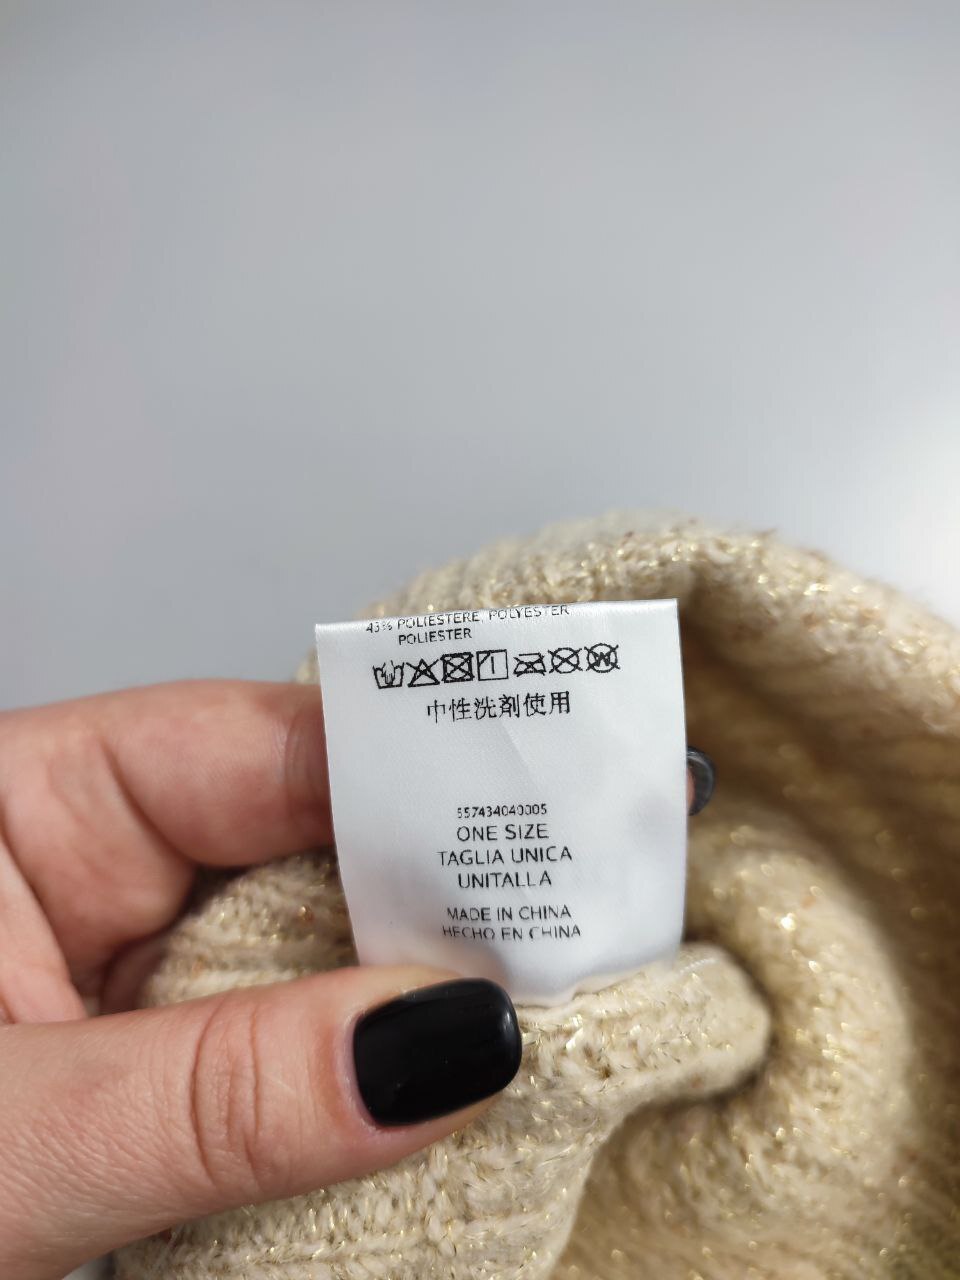 43% POLIESTERE, POLYESTER
POLIESTER
中性洗剤使用
557434040005
ONE SIZE
TAGLIA UNICA
UNITALLA
MADE IN CHINA
HECHO EN CHINA